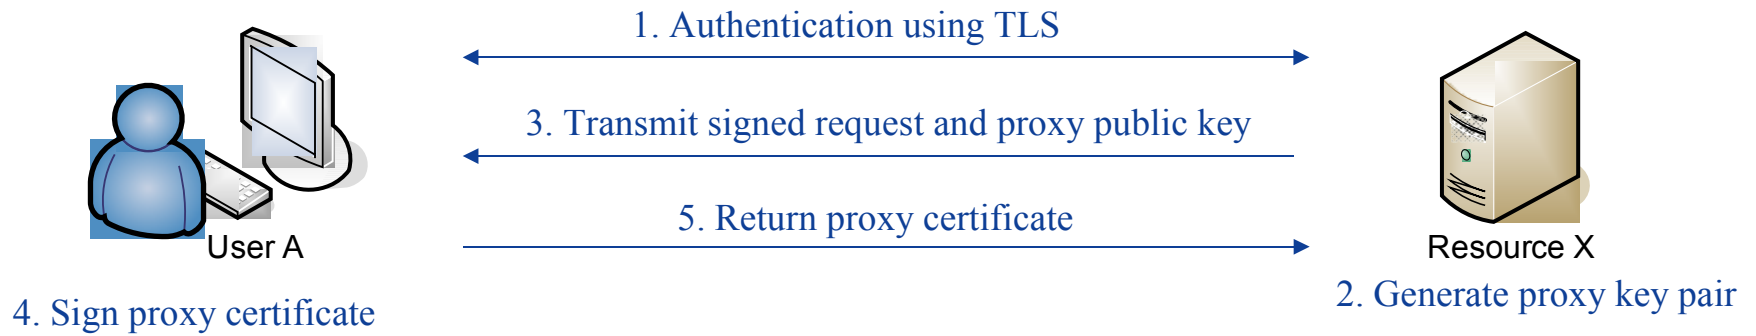 1. Authentication using TLS
3. Transmit signed request and proxy public key
5. Return proxy certificate
User A
Resource X
4. Sign proxy certificate
2. Generate proxy key pair